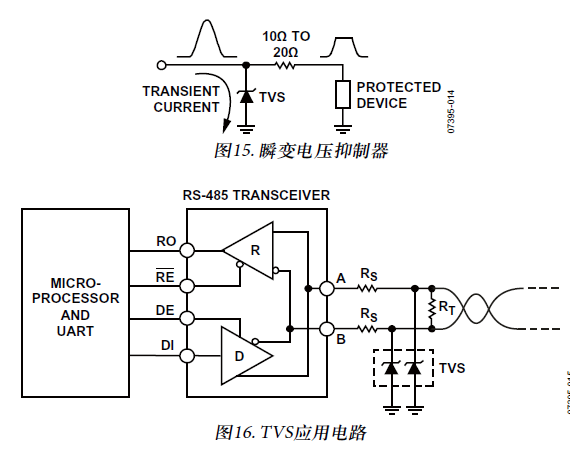 10Ω TO
20Ω
TRANSIENT
CURRENT
TVS
PROTECTED
DEVICE
07395-014
图15. 瞬变电压抑制器
RS-485 TRANSCEIVER
MICRO-
PROCESSOR
AND
UART
RO
RE
DE
DI
R
D
A
B
RS
RS
RT
TVS
图16. TVS应用电路